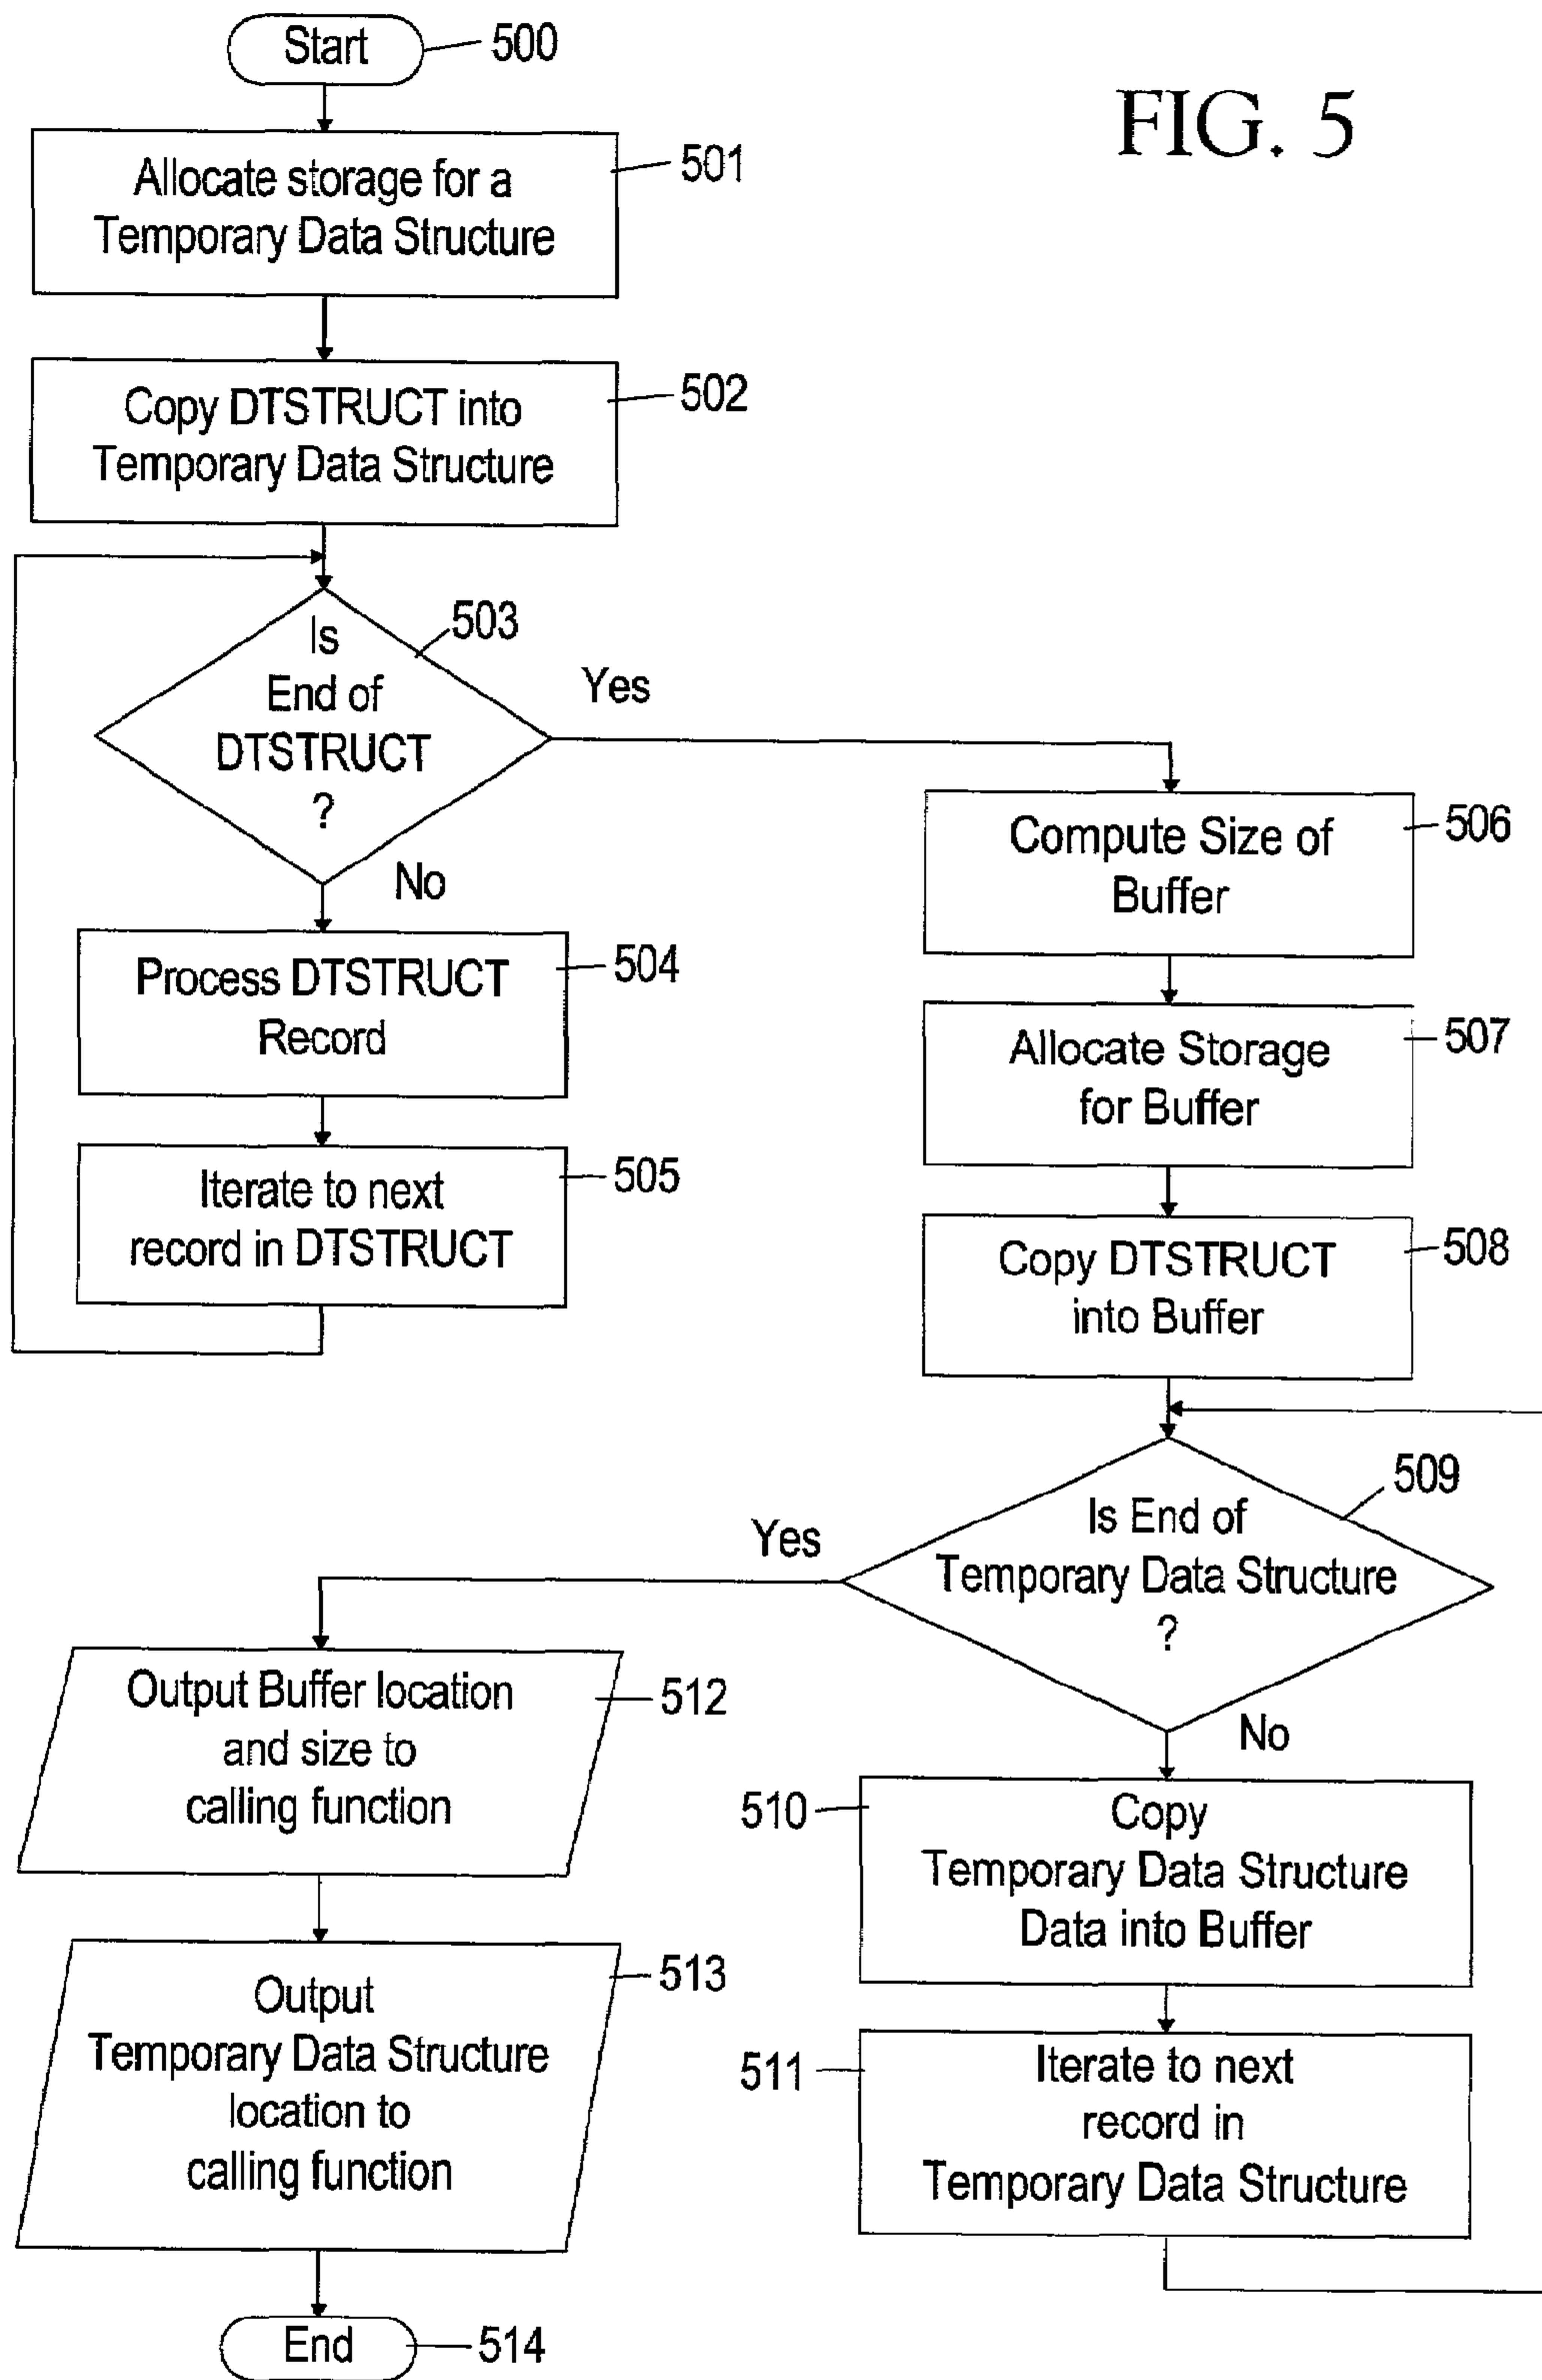 FIG. 5
Start
500
Allocate storage for a
Temporary Data Structure
501
Copy DTSTRUCT into
Temporary Data Structure
502
Is
End of
DTSTRUCT
?
503
Yes
No
Process DTSTRUCT
Record
504
Iterate to next
record in DTSTRUCT
505
Compute Size of
Buffer
506
Allocate Storage
for Buffer
507
Copy DTSTRUCT
into Buffer
508
Is End of
Temporary Data Structure
?
509
Yes
No
510
Copy
Temporary Data Structure
Data into Buffer
511
Iterate to next
record in
Temporary Data Structure
Output Buffer location
and size to
calling function
512
Output
Temporary Data Structure
location to
calling function
513
End
514